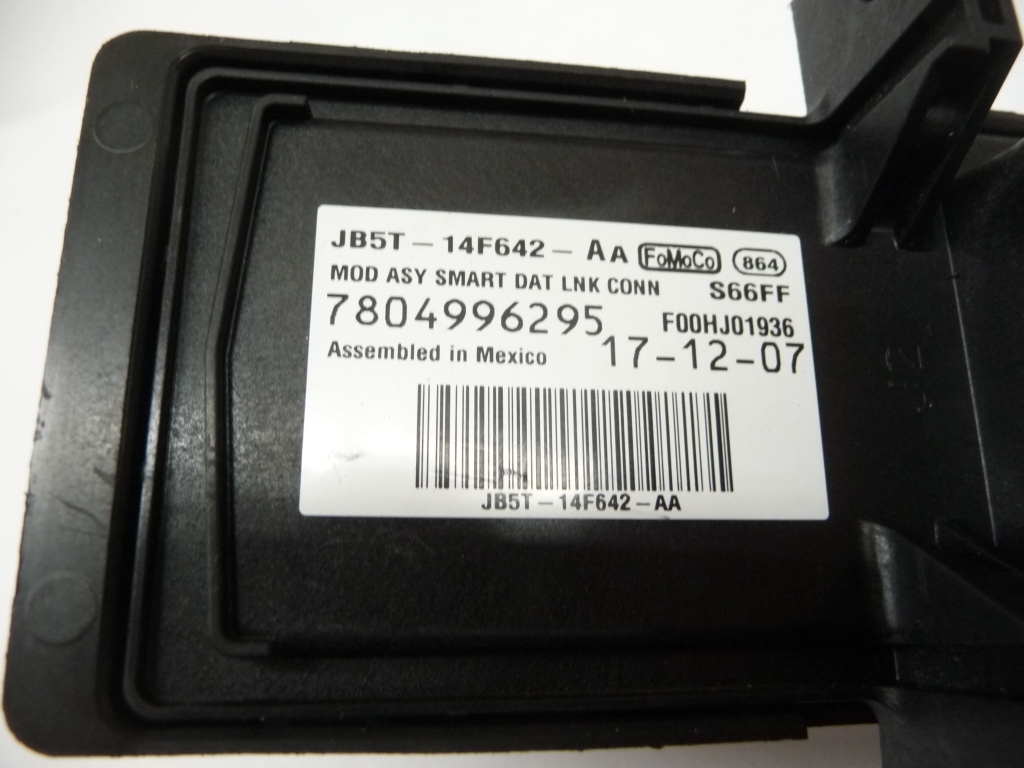 JB5T-14F642-AA FoMoCo 864
MOD ASY SMART DAT LNK CONN S66FF
7804996295 F00HJ01936
Assembled in Mexico 17-12-07
JB5T-14F642-AA